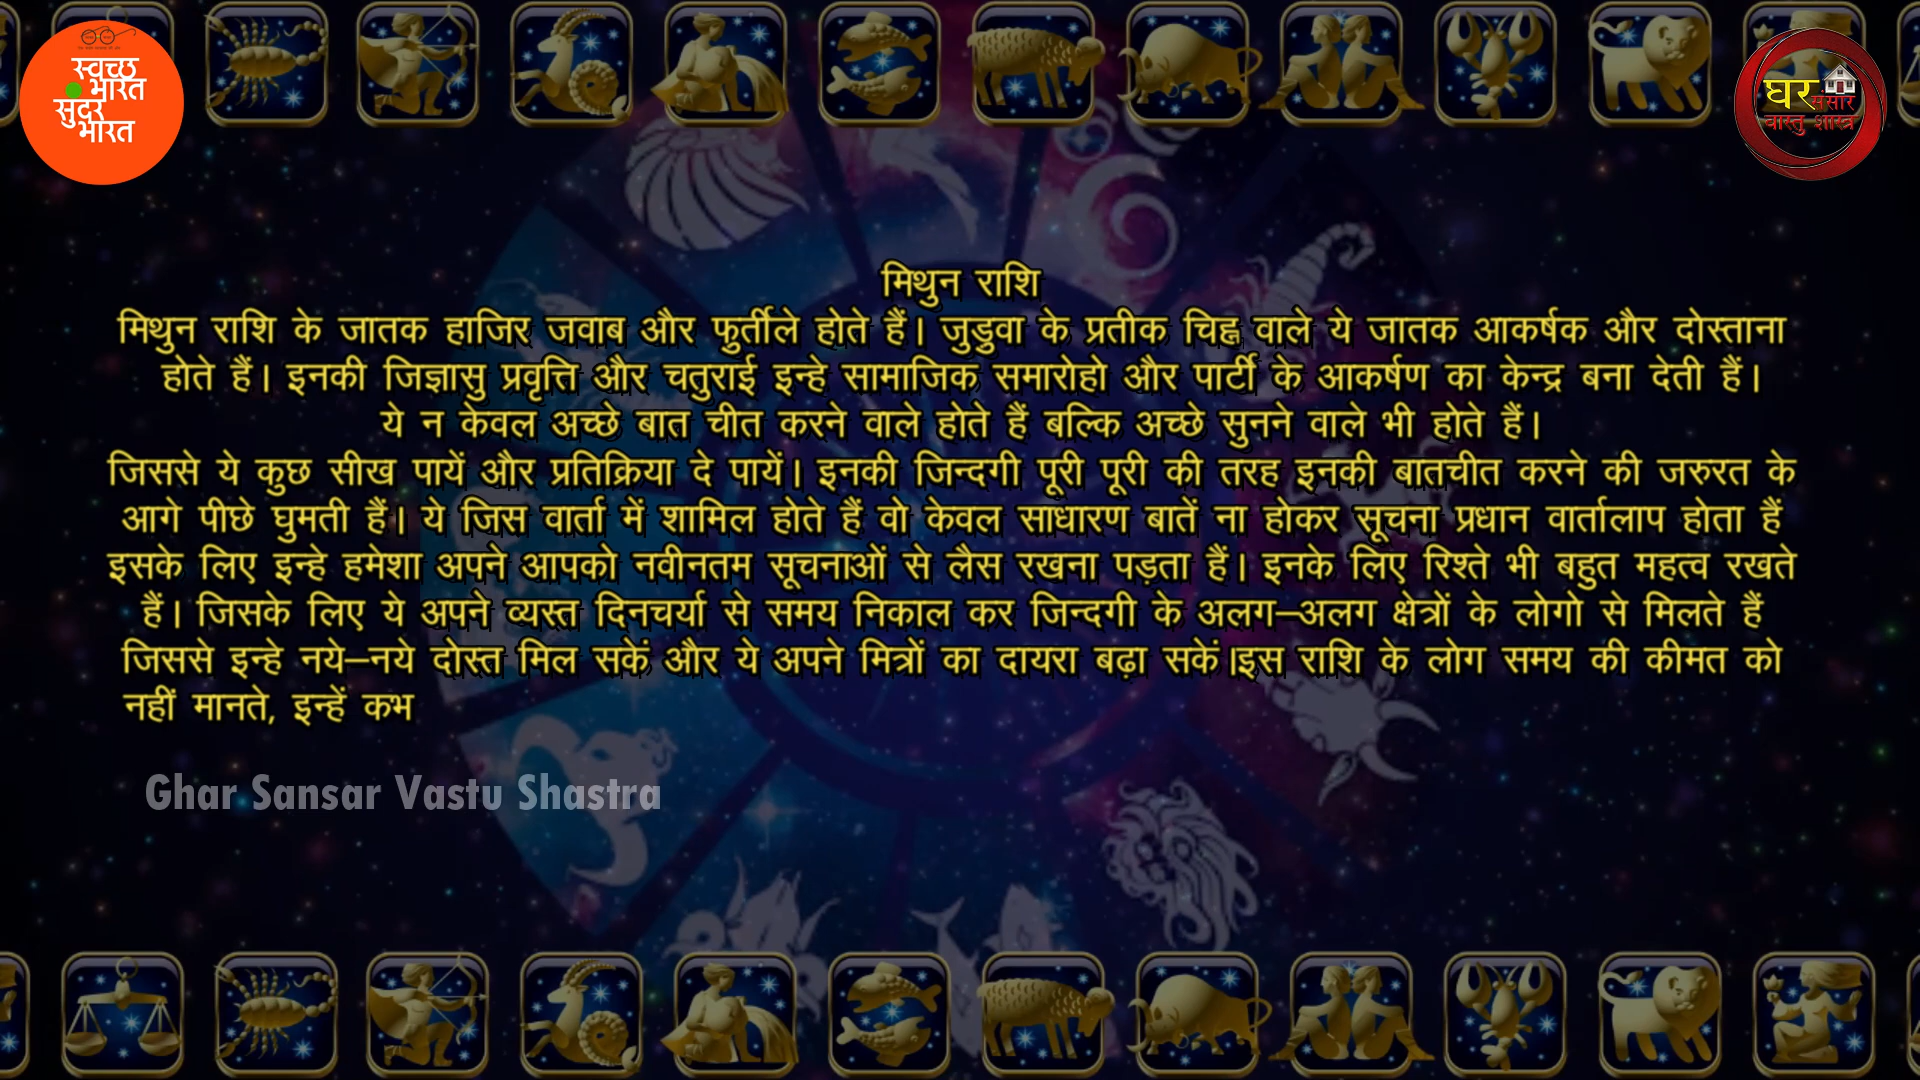 स्वच्छ
भारत
सुंदर
भारत
घर
संसार
वास्तु शास्त्र
मिथुन राशि
मिथुन राशि के जातक हाजिर जवाब और फुर्तीले होते हैं। जुडुवा के प्रतीक चिह्न वाले ये जातक आकर्षक और दोस्ताना
होते हैं। इनकी जिज्ञासु प्रवृत्ति और चतुराई इन्हे सामाजिक समारोहो और पार्टी के आकर्षण का केन्द्र बना देती हैं।
ये न केवल अच्छे बात चीत करने वाले होते हैं बल्कि अच्छे सुनने वाले भी होते हैं।
जिससे ये कुछ सीख पायें और प्रतिक्रिया दे पायें। इनकी जिन्दगी पूरी पूरी की तरह इनकी बातचीत करने की जरुरत के
आगे पीछे घुमती हैं। ये जिस वार्ता में शामिल होते हैं वो केवल साधारण बातें ना होकर सूचना प्रधान वार्तालाप होता हैं
इसके लिए इन्हे हमेशा अपने आपको नवीनतम सूचनाओं से लैस रखना पड़ता हैं। इनके लिए रिश्ते भी बहुत महत्व रखते
हैं। जिसके लिए ये अपने व्यस्त दिनचर्या से समय निकाल कर जिन्दगी के अलग–अलग क्षेत्रों के लोगो से मिलते हैं
जिससे इन्हे नये–नये दोस्त मिल सकें और ये अपने मित्रों का दायरा बढ़ा सकें।इस राशि के लोग समय की कीमत को
नहीं मानते, इन्हें कभ
Ghar Sansar Vastu Shastra